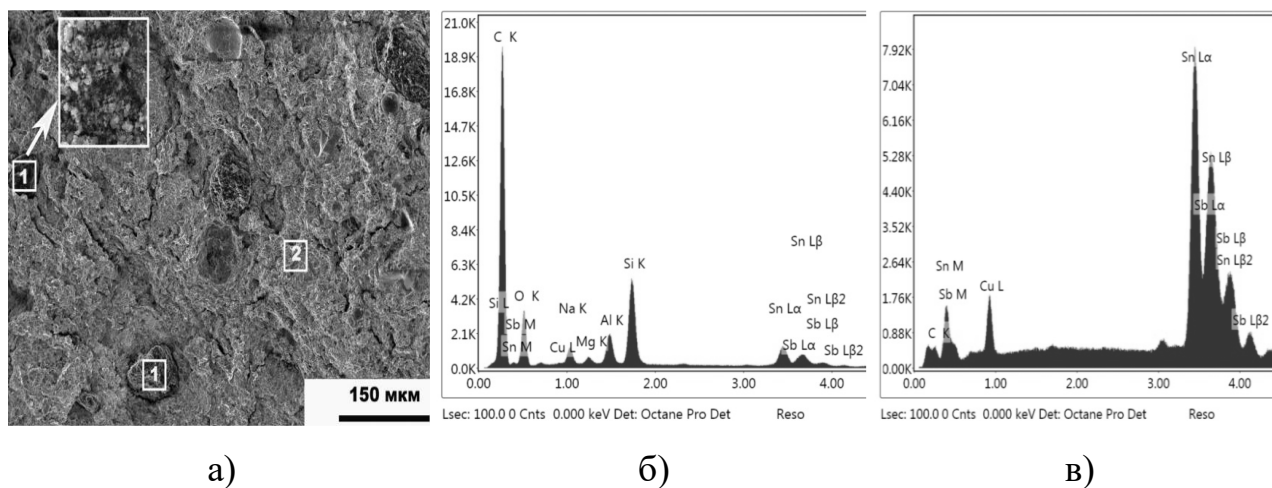 1
2
1
150 мкм
21.0K
18.9K
16.8K
14.7K
12.6K
10.5K
8.4K
6.3K
4.2K
2.1K
0.0K
C K
Si L
O K
Sb M
Sn M
Cu L
Na K
Mg K
Al K
Si K
Sn Lβ
Sn Lα
Sn Lβ2
Sb Lβ
Sb Lα
Sb Lβ2
0.00 1.00 2.00 3.00 4.00
Lsec: 100.0 0 Cnts 0.000 keV Det: Octane Pro Det Reso
7.92K
7.04K
6.16K
5.28K
4.40K
3.52K
2.64K
1.76K
0.88K
0.00K
Sn Lα
Sn Lβ
Sb Lα
Sb Lβ
Sn Lβ2
Sb Lβ2
Sn M
Sb M
Cu L
C K
0.00 1.00 2.00 3.00 4.00
Lsec: 100.0 0 Cnts 0.000 keV Det: Octane Pro Det Reso
а) б) в)